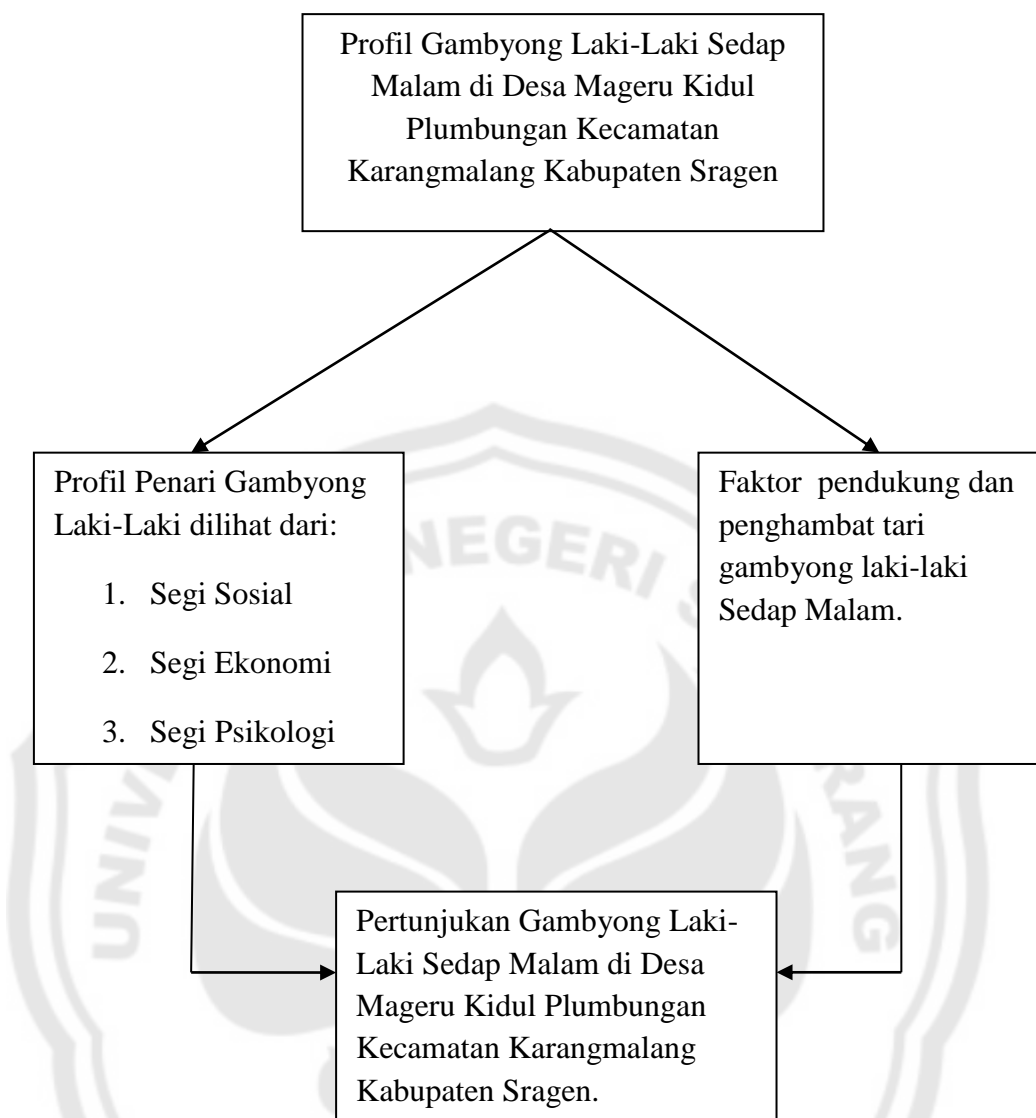 Profil Gambyong Laki-Laki Sedap
Malam di Desa Mageru Kidul
Plumbungan Kecamatan
Karangmalang Kabupaten Sragen
Profil Penari Gambyong
Laki-Laki dilihat dari:
1. Segi Sosial
2. Segi Ekonomi
3. Segi Psikologi
Faktor pendukung dan
penghambat tari
gambyong laki-laki
Sedap Malam.
Pertunjukan Gambyong Laki-
Laki Sedap Malam di Desa
Mageru Kidul Plumbungan
Kecamatan Karangmalang
Kabupaten Sragen.
NEGERI